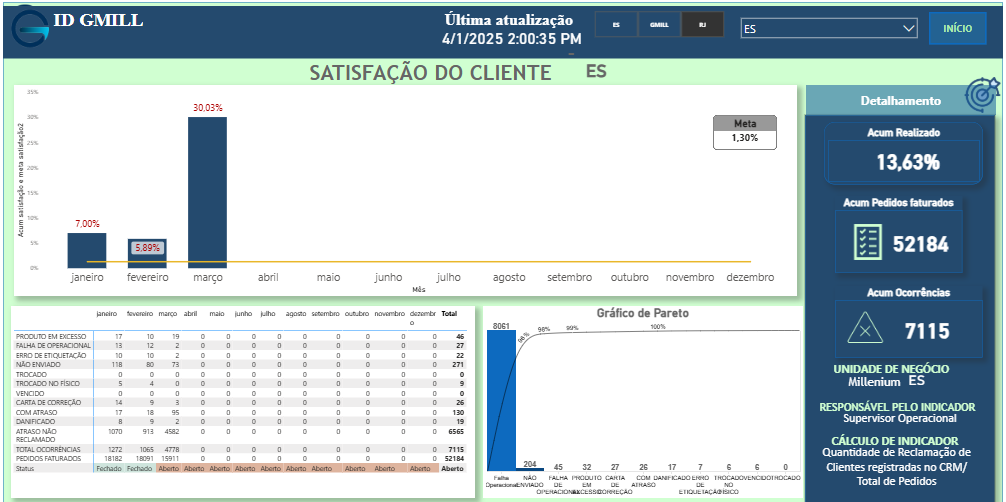 ID GMILL
Última atualização
4/1/2025 2:00:35 PM
ES GMILL RJ
ES
INÍCIO
SATISFAÇÃO DO CLIENTE ES
Acum satisfação e meta satisfação2
35%
30%
25%
20%
15%
10%
5%
0%
7,00%
5,89%
30,03%
Meta
1,30%
janeiro fevereiro março abril maio junho julho agosto setembro outubro novembro dezembro
Mês
Detalhamento
Acum Realizado
13,63%
Acum Pedidos faturados
52184
Acum Ocorrências
7115
UNIDADE DE NEGÓCIO
Millenium ES
RESPONSÁVEL PELO INDICADOR
Supervisor Operacional
CÁLCULO DE INDICADOR
Quantidade de Reclamação de
Clientes registradas no CRM/
Total de Pedidos
janeiro fevereiro março abril maio junho julho agosto setembro outubro novembro dezembr Total
o
PRODUTO EM EXCESSO 17 10 19 0 0 0 0 0 0 0 0 0 46
FALHA DE OPERACIONAL 13 12 2 0 0 0 0 0 0 0 0 0 27
ERRO DE ETIQUETAÇÃO 10 10 2 0 0 0 0 0 0 0 0 0 22
NÃO ENVIADO 118 80 73 0 0 0 0 0 0 0 0 0 271
TROCADO 0 0 0 0 0 0 0 0 0 0 0 0 0
TROCADO NO FÍSICO 5 4 0 0 0 0 0 0 0 0 0 0 9
VENCIDO 0 0 0 0 0 0 0 0 0 0 0 0 0
CARTA DE CORREÇÃO 14 9 3 0 0 0 0 0 0 0 0 0 26
COM ATRASO 17 18 95 0 0 0 0 0 0 0 0 0 130
DANIFICADO 8 9 2 0 0 0 0 0 0 0 0 0 19
ATRASO NÃO 1070 913 4582 0 0 0 0 0 0 0 0 0 6565
RECLAMADO
TOTAL OCORRÊNCIAS 1272 1065 4778 0 0 0 0 0 0 0 0 0 7115
PEDIDOS FATURADOS 18182 18091 15911 0 0 0 0 0 0 0 0 0 52184
Status Fechado Fechado Aberto Aberto Aberto Aberto Aberto Aberto Aberto Aberto Aberto Aberto Aberto
Gráfico de Pareto
8061
96%
98%
99%
100%
204 45 32 27 26 17 7 6 6 0
Falha NÃO FALHA PRODUTO CARTA COM DANIFICADO ERRO TROCADO VENCIDO TROCADO
Operacional ENVIADO DE EM DE ATRASO DE NO
OPERACIONAL EXCESSO CORREÇÃO ETIQUETAÇÃO FÍSICO